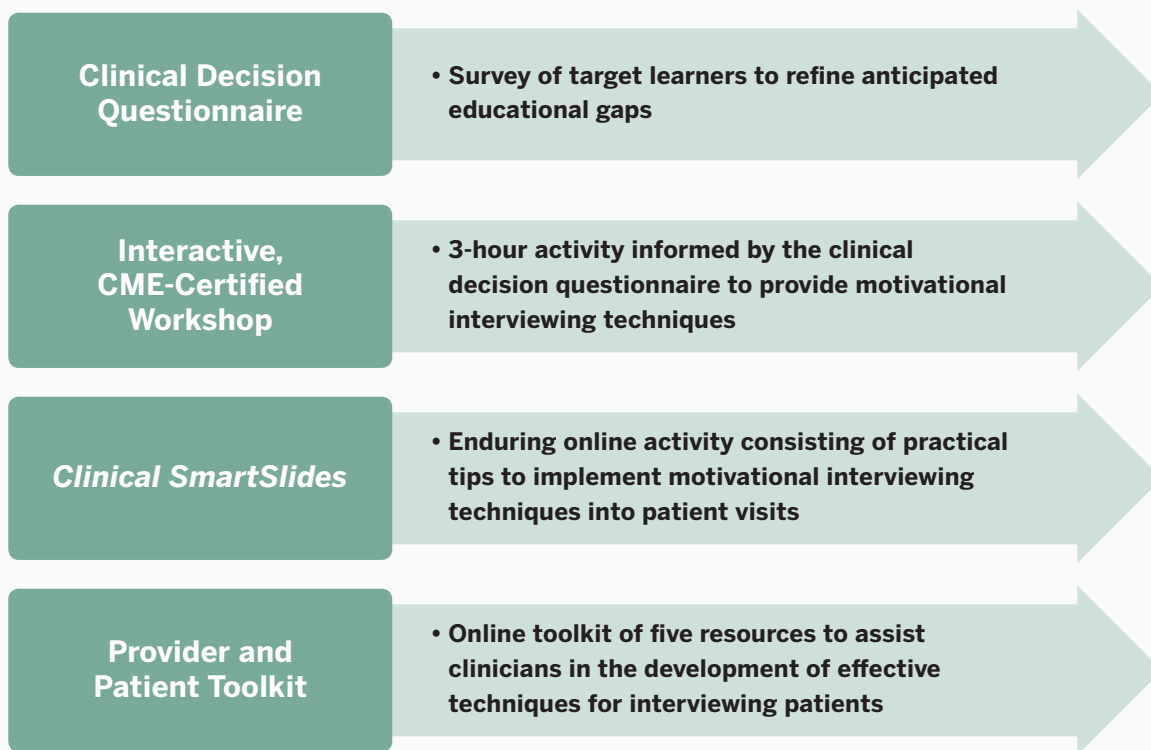 Clinical Decision
Questionnaire
• Survey of target learners to refine anticipated
educational gaps
Interactive,
CME-Certified
Workshop
• 3-hour activity informed by the clinical
decision questionnaire to provide motivational
interviewing techniques
Clinical SmartSlides
• Enduring online activity consisting of practical
tips to implement motivational interviewing
techniques into patient visits
Provider and
Patient Toolkit
• Online toolkit of five resources to assist
clinicians in the development of effective
techniques for interviewing patients